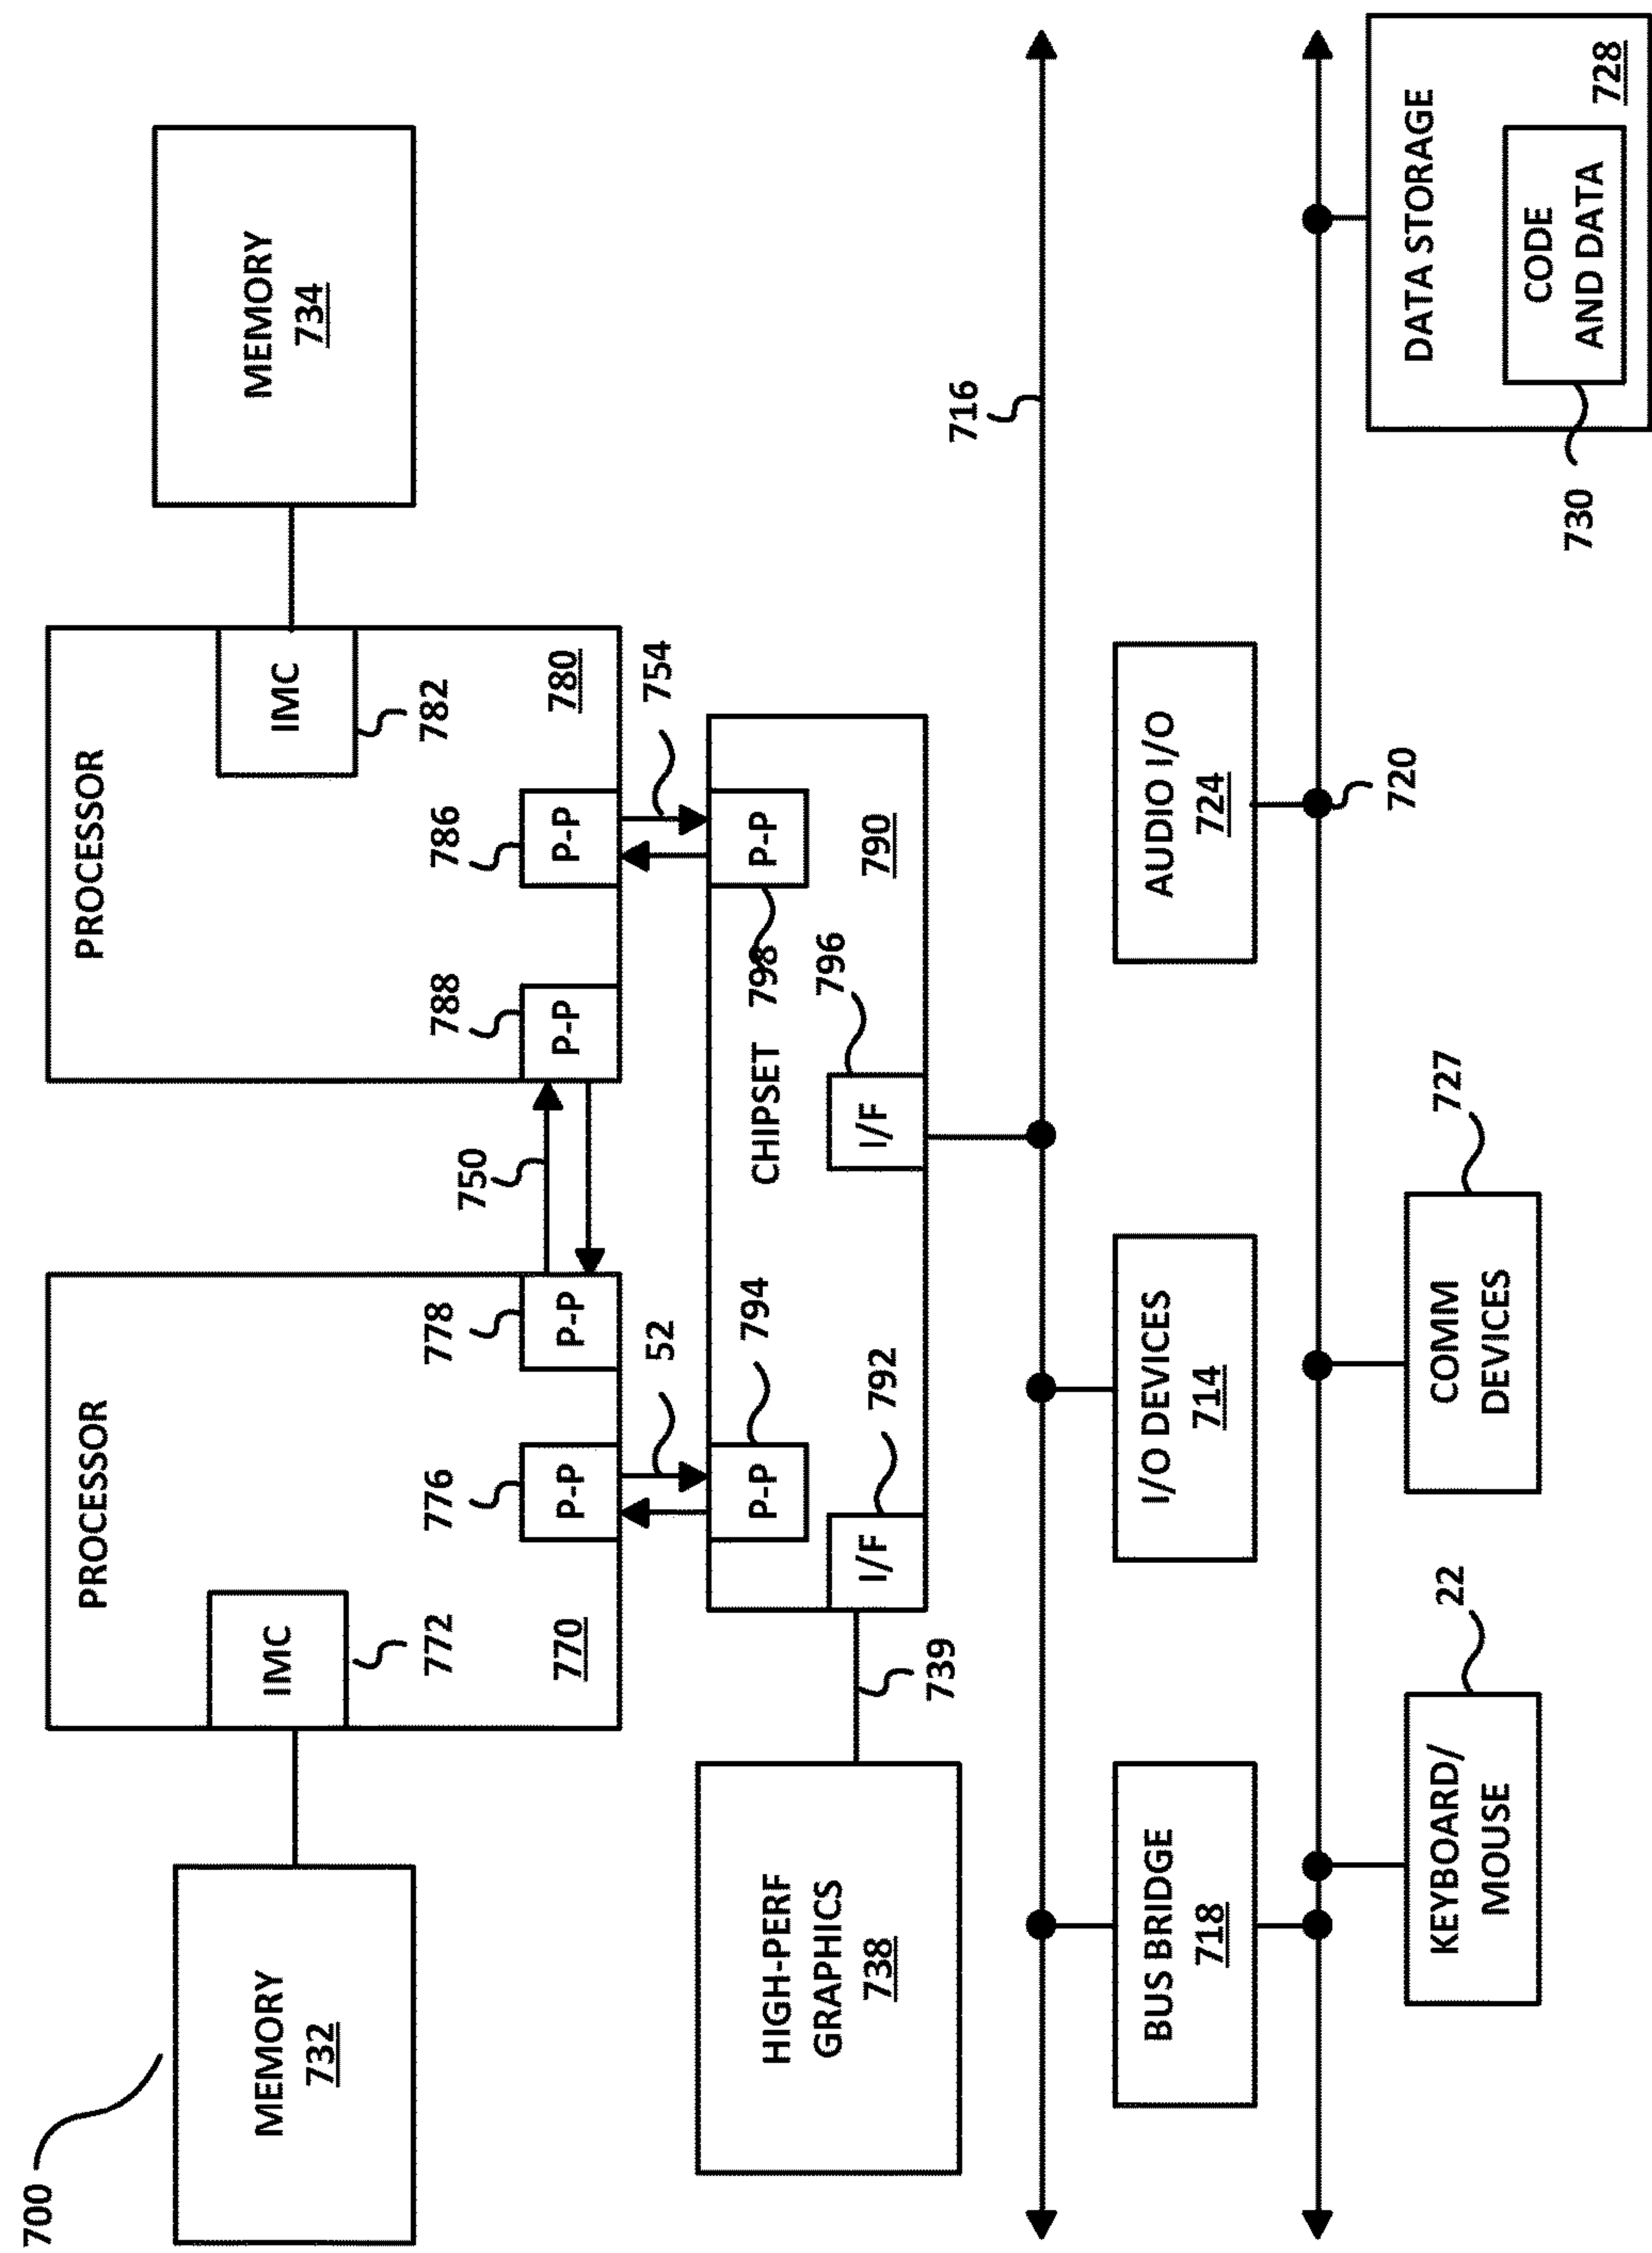 700
MEMORY
732
PROCESSOR
IMC
772
770
776
P-P
778
P-P
750
PROCESSOR
788
P-P
786
P-P
IMC
782
780
MEMORY
734
52
754
HIGH-PERF
GRAPHICS
738
739
P-P
794
I/F
792
CHIPSET
798
P-P
I/F
796
790
716
BUS BRIDGE
718
I/O DEVICES
714
AUDIO I/O
724
720
KEYBOARD/
MOUSE
22
COMM
DEVICES
727
DATA STORAGE
728
CODE
AND DATA
730